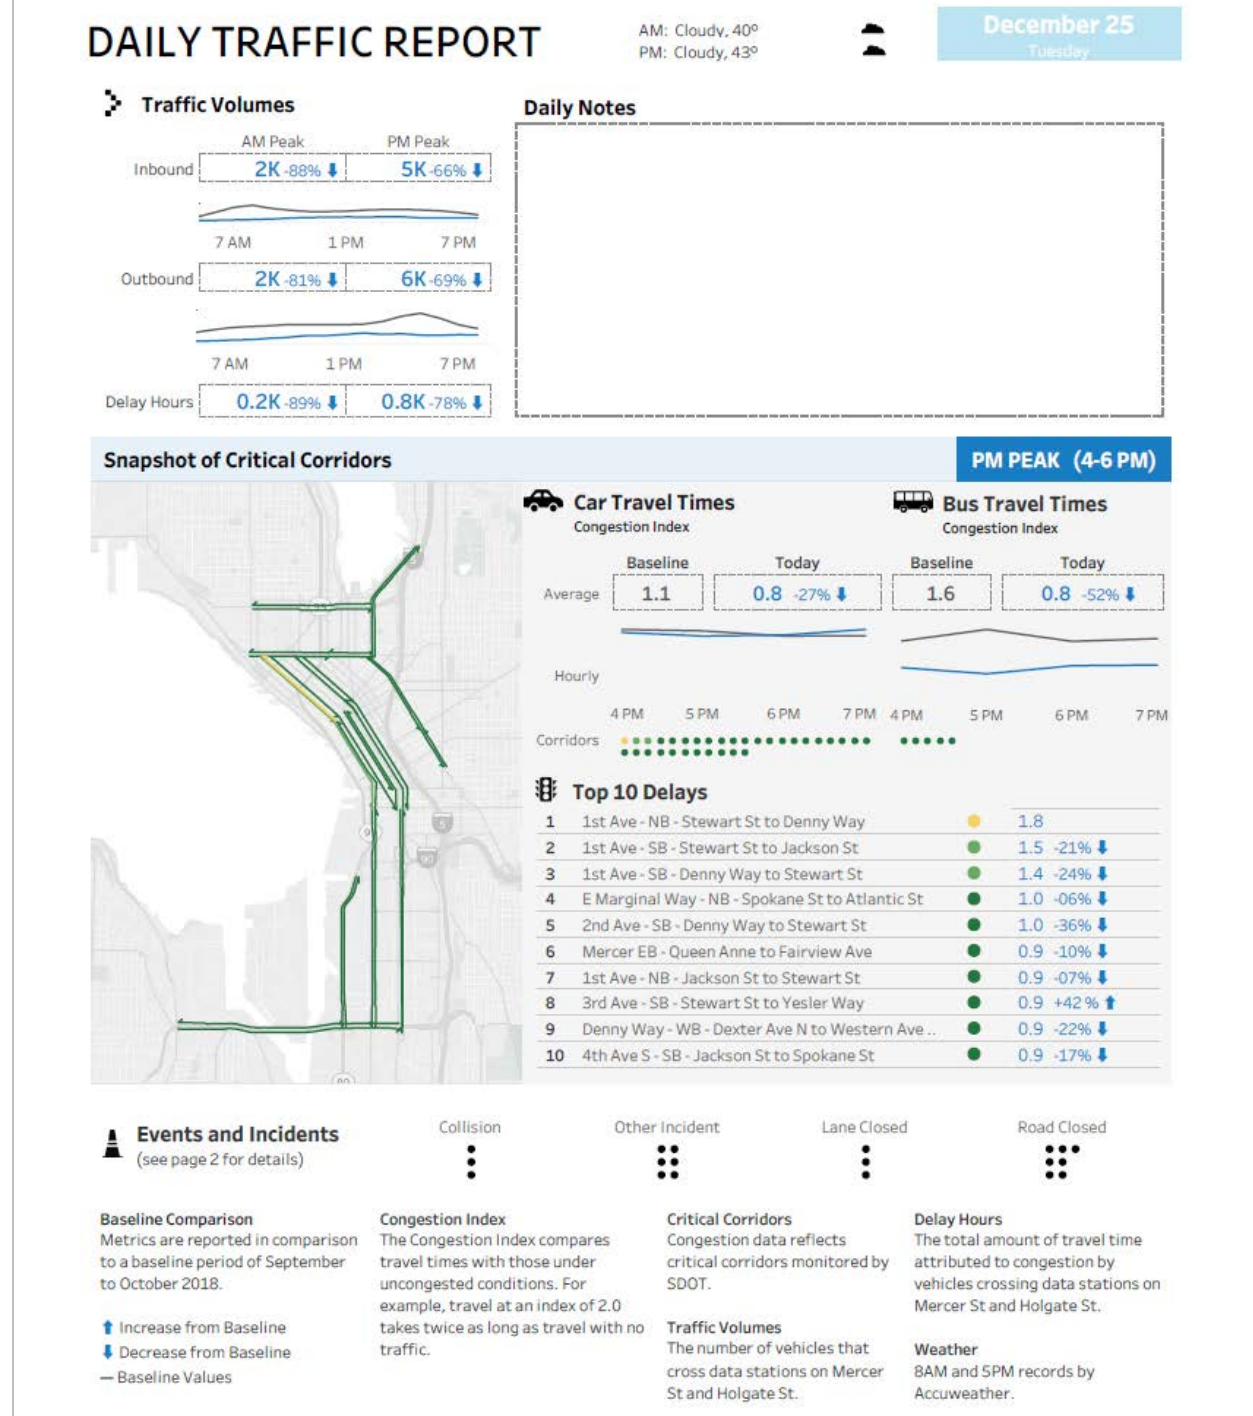 DAILY TRAFFIC REPORT
AM: Cloudy, 40º
PM: Cloudy, 43º
December 25
Tuesday
Traffic Volumes
AM Peak PM Peak
Inbound 2K -88% 5K -66%
7 AM 1 PM 7 PM
Outbound 2K -81% 6K -69%
7 AM 1 PM 7 PM
Delay Hours 0.2K -89% 0.8K -78%
Daily Notes
Snapshot of Critical Corridors
PM PEAK (4-6 PM)
99
5
90
99
Car Travel Times
Congestion Index
Baseline Today
Average 1.1 0.8 -27%
Hourly
4 PM 5 PM 6 PM 7 PM
Corridors
Bus Travel Times
Congestion Index
Baseline Today
1.6 0.8 -52%
4 PM 5 PM 6 PM 7 PM
Top 10 Delays
1 1st Ave - NB - Stewart St to Denny Way 1.8
2 1st Ave - SB - Stewart St to Jackson St 1.5 -21%
3 1st Ave - SB - Denny Way to Stewart St 1.4 -24%
4 E Marginal Way - NB - Spokane St to Atlantic St 1.0 -06%
5 2nd Ave - SB - Denny Way to Stewart St 1.0 -36%
6 Mercer EB - Queen Anne to Fairview Ave 0.9 -10%
7 1st Ave - NB - Jackson St to Stewart St 0.9 -07%
8 3rd Ave - SB - Stewart St to Yesler Way 0.9 +42%
9 Denny Way - WB - Dexter Ave N to Western Ave .. 0.9 -22%
10 4th Ave S - SB - Jackson St to Spokane St 0.9 -17%
Events and Incidents
(see page 2 for details)
Collision
Other Incident
Lane Closed
Road Closed
Baseline Comparison
Metrics are reported in comparison
to a baseline period of September
to October 2018.
Increase from Baseline
Decrease from Baseline
— Baseline Values
Congestion Index
The Congestion Index compares
travel times with those under
uncongested conditions. For
example, travel at an index of 2.0
takes twice as long as travel with no
traffic.
Critical Corridors
Congestion data reflects
critical corridors monitored by
SDOT.
Traffic Volumes
The number of vehicles that
cross data stations on Mercer
St and Holgate St.
Delay Hours
The total amount of travel time
attributed to congestion by
vehicles crossing data stations on
Mercer St and Holgate St.
Weather
8AM and 5PM records by
Accuweather.